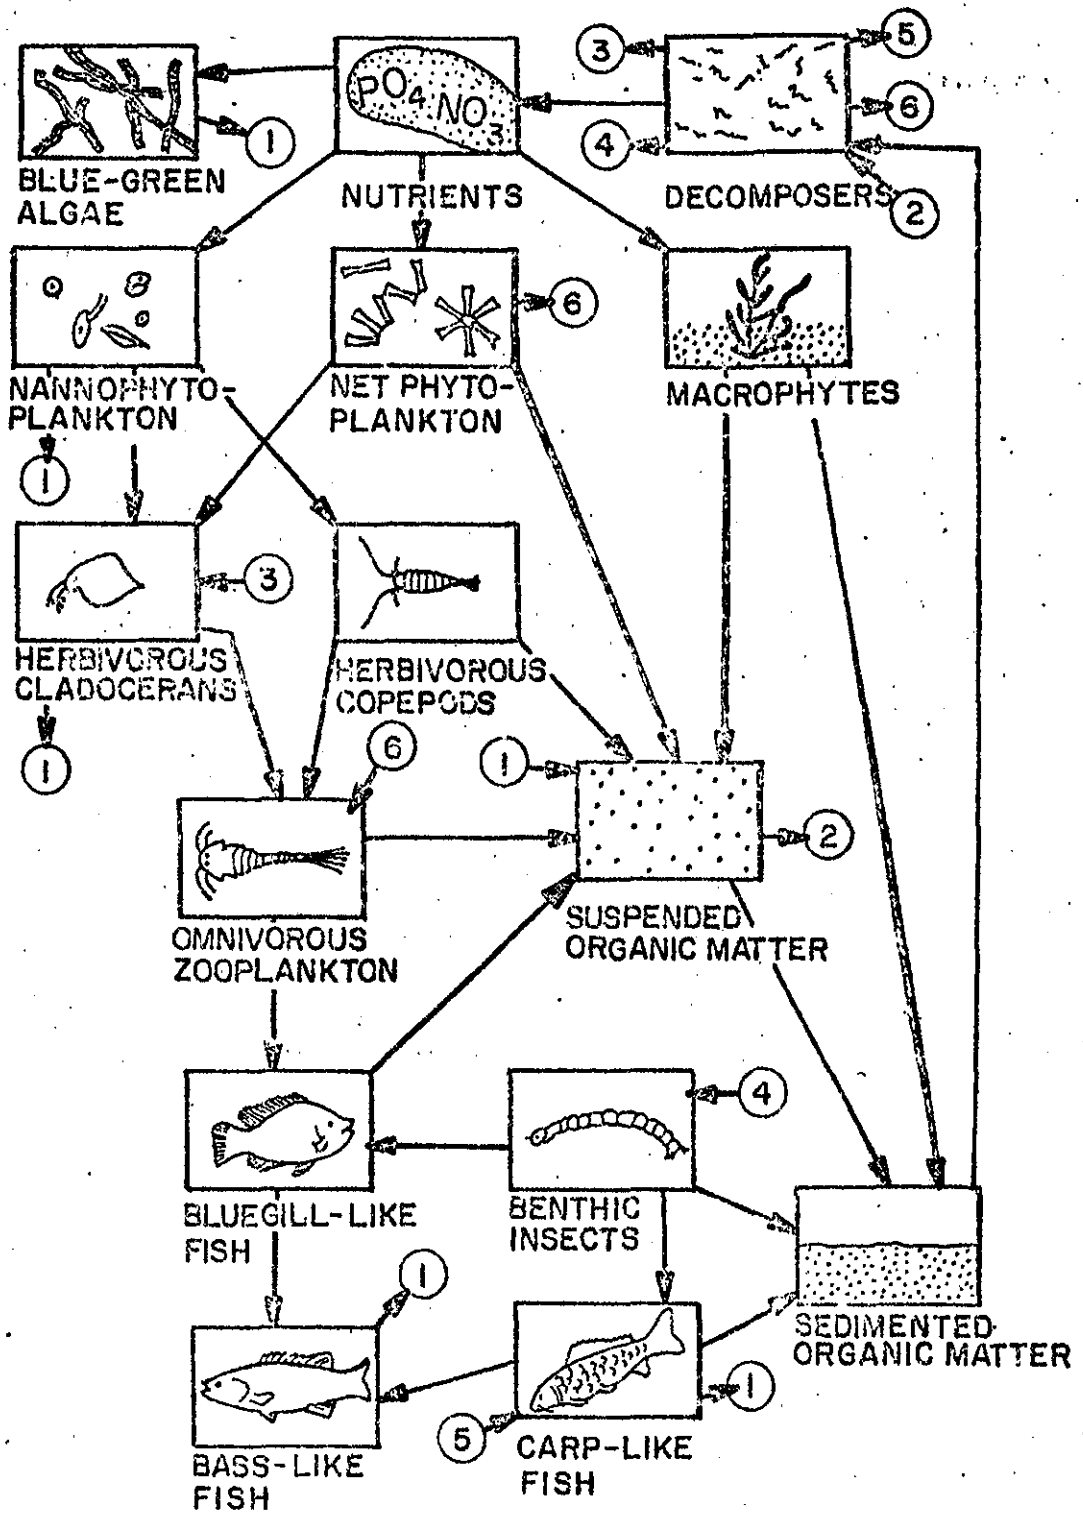 PO4 NO3
3
5
1
4
6
2
BLUE-GREEN
ALGAE
NUTRIENTS
DECOMPOSERS
6
NANNOPHYTO-
PLANKTON
NET PHYTO-
PLANKTON
MACROPHYTES
1
3
HERBIVOROUS
CLADOCERANS
HERBIVOROUS
COPEPODS
1
6
1
2
OMNIVOROUS
ZOOPLANKTON
SUSPENDED
ORGANIC MATTER
4
BLUEGILL-LIKE
FISH
BENTHIC
INSECTS
1
SEDIMENTED
ORGANIC MATTER
1
5
BASS-LIKE
FISH
CARP-LIKE
FISH